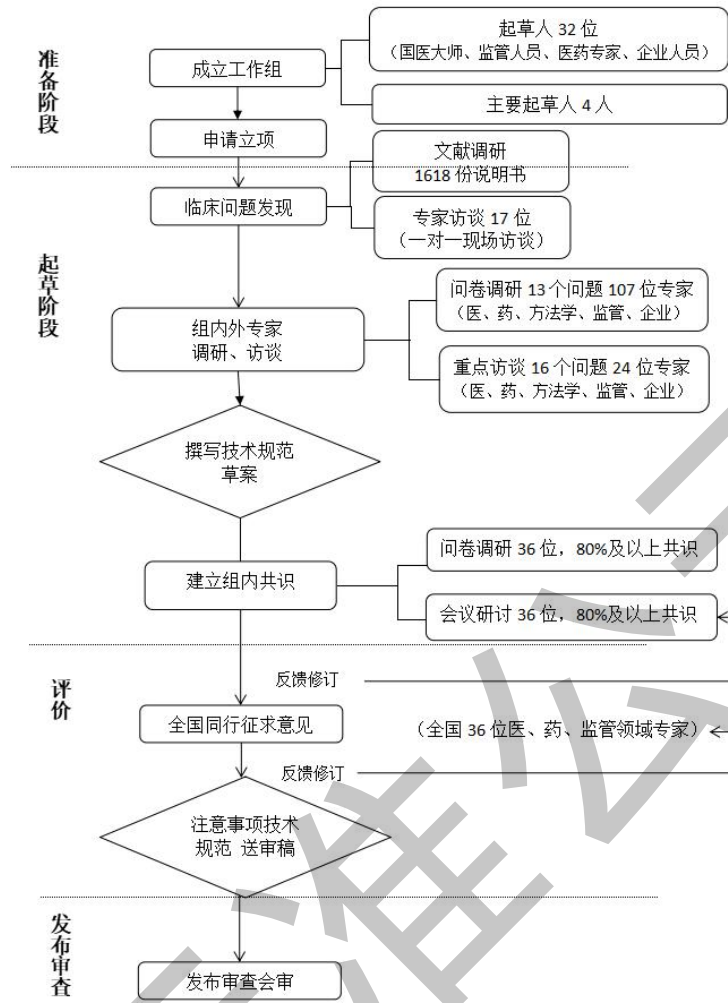 准备阶段
成立工作组
起草人 32 位
（国医大师、监管人员、医药专家、企业人员）
主要起草人 4 人
申请立项
文献调研
1618 份说明书
临床问题发现
专家访谈 17 位
（一对一现场访谈）
起草阶段
问卷调研 13 个问题 107 位专家
（医、药、方法学、监管、企业）
组内外专家
调研、访谈
重点访谈 16 个问题 24 位专家
（医、药、方法学、监管、企业）
撰写技术规范
草案
问卷调研 36 位，80%及以上共识
建立组内共识
会议研讨 36 位，80%及以上共识
评价
反馈修订
全国同行征求意见
（全国 36 位医、药、监管领域专家）
反馈修订
注意事项技术
规范 送审稿
发布审查
发布审查会审
准公